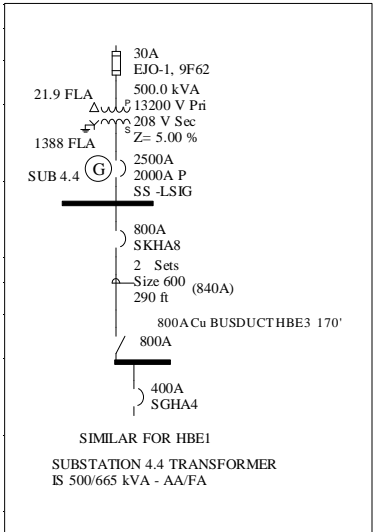 30A
EJO-1, 9F62
21.9 FLA
500.0 kVA
P
13200 V Pri
208 V Sec
S
Z= 5.00 %
1388 FLA
2500A
G
2000A P
SUB 4.4
SS -LSIG
800A
SKHA8
2 Sets
Size 600
(840A)
290 ft
800A Cu BUSDUCT HBE3 170'
800A
400A
SGHA4
SIMILAR FOR HBE1
SUBSTATION 4.4 TRANSFORMER
IS 500/665 kVA - AA/FA